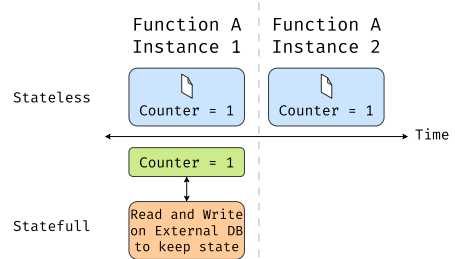 Function A
Instance 1
Function A
Instance 2
Stateless
Counter = 1
Counter = 1
Time
Counter = 1
Statefull
Read and Write
on External DB
to keep state